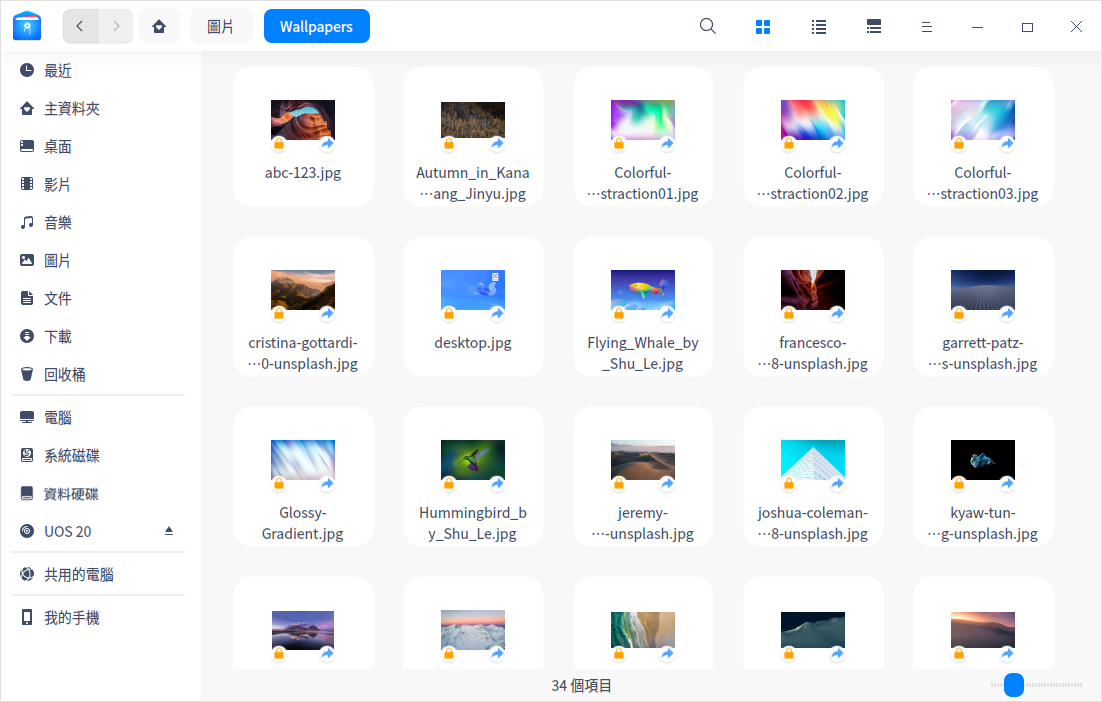 圖片
Wallpapers
最近
主資料夾
桌面
影片
音樂
圖片
文件
下載
回收桶
電腦
系統磁碟
資料硬碟
UOS 20
共用的電腦
我的手機
abc-123.jpg
Autumn_in_Kana
⋯ang_Jinyu.jpg
Colorful-
⋯straction01.jpg
Colorful-
⋯straction02.jpg
Colorful-
⋯straction03.jpg
cristina-gottardi-
⋯0-unsplash.jpg
desktop.jpg
Flying_Whale_by
_Shu_Le.jpg
francesco-
⋯8-unsplash.jpg
garrett-patz-
⋯s-unsplash.jpg
Glossy-
Gradient.jpg
Hummingbird_b
y_Shu_Le.jpg
jeremy-
⋯-unsplash.jpg
joshua-coleman-
⋯8-unsplash.jpg
kyaw-tun-
⋯g-unsplash.jpg
34 個項目